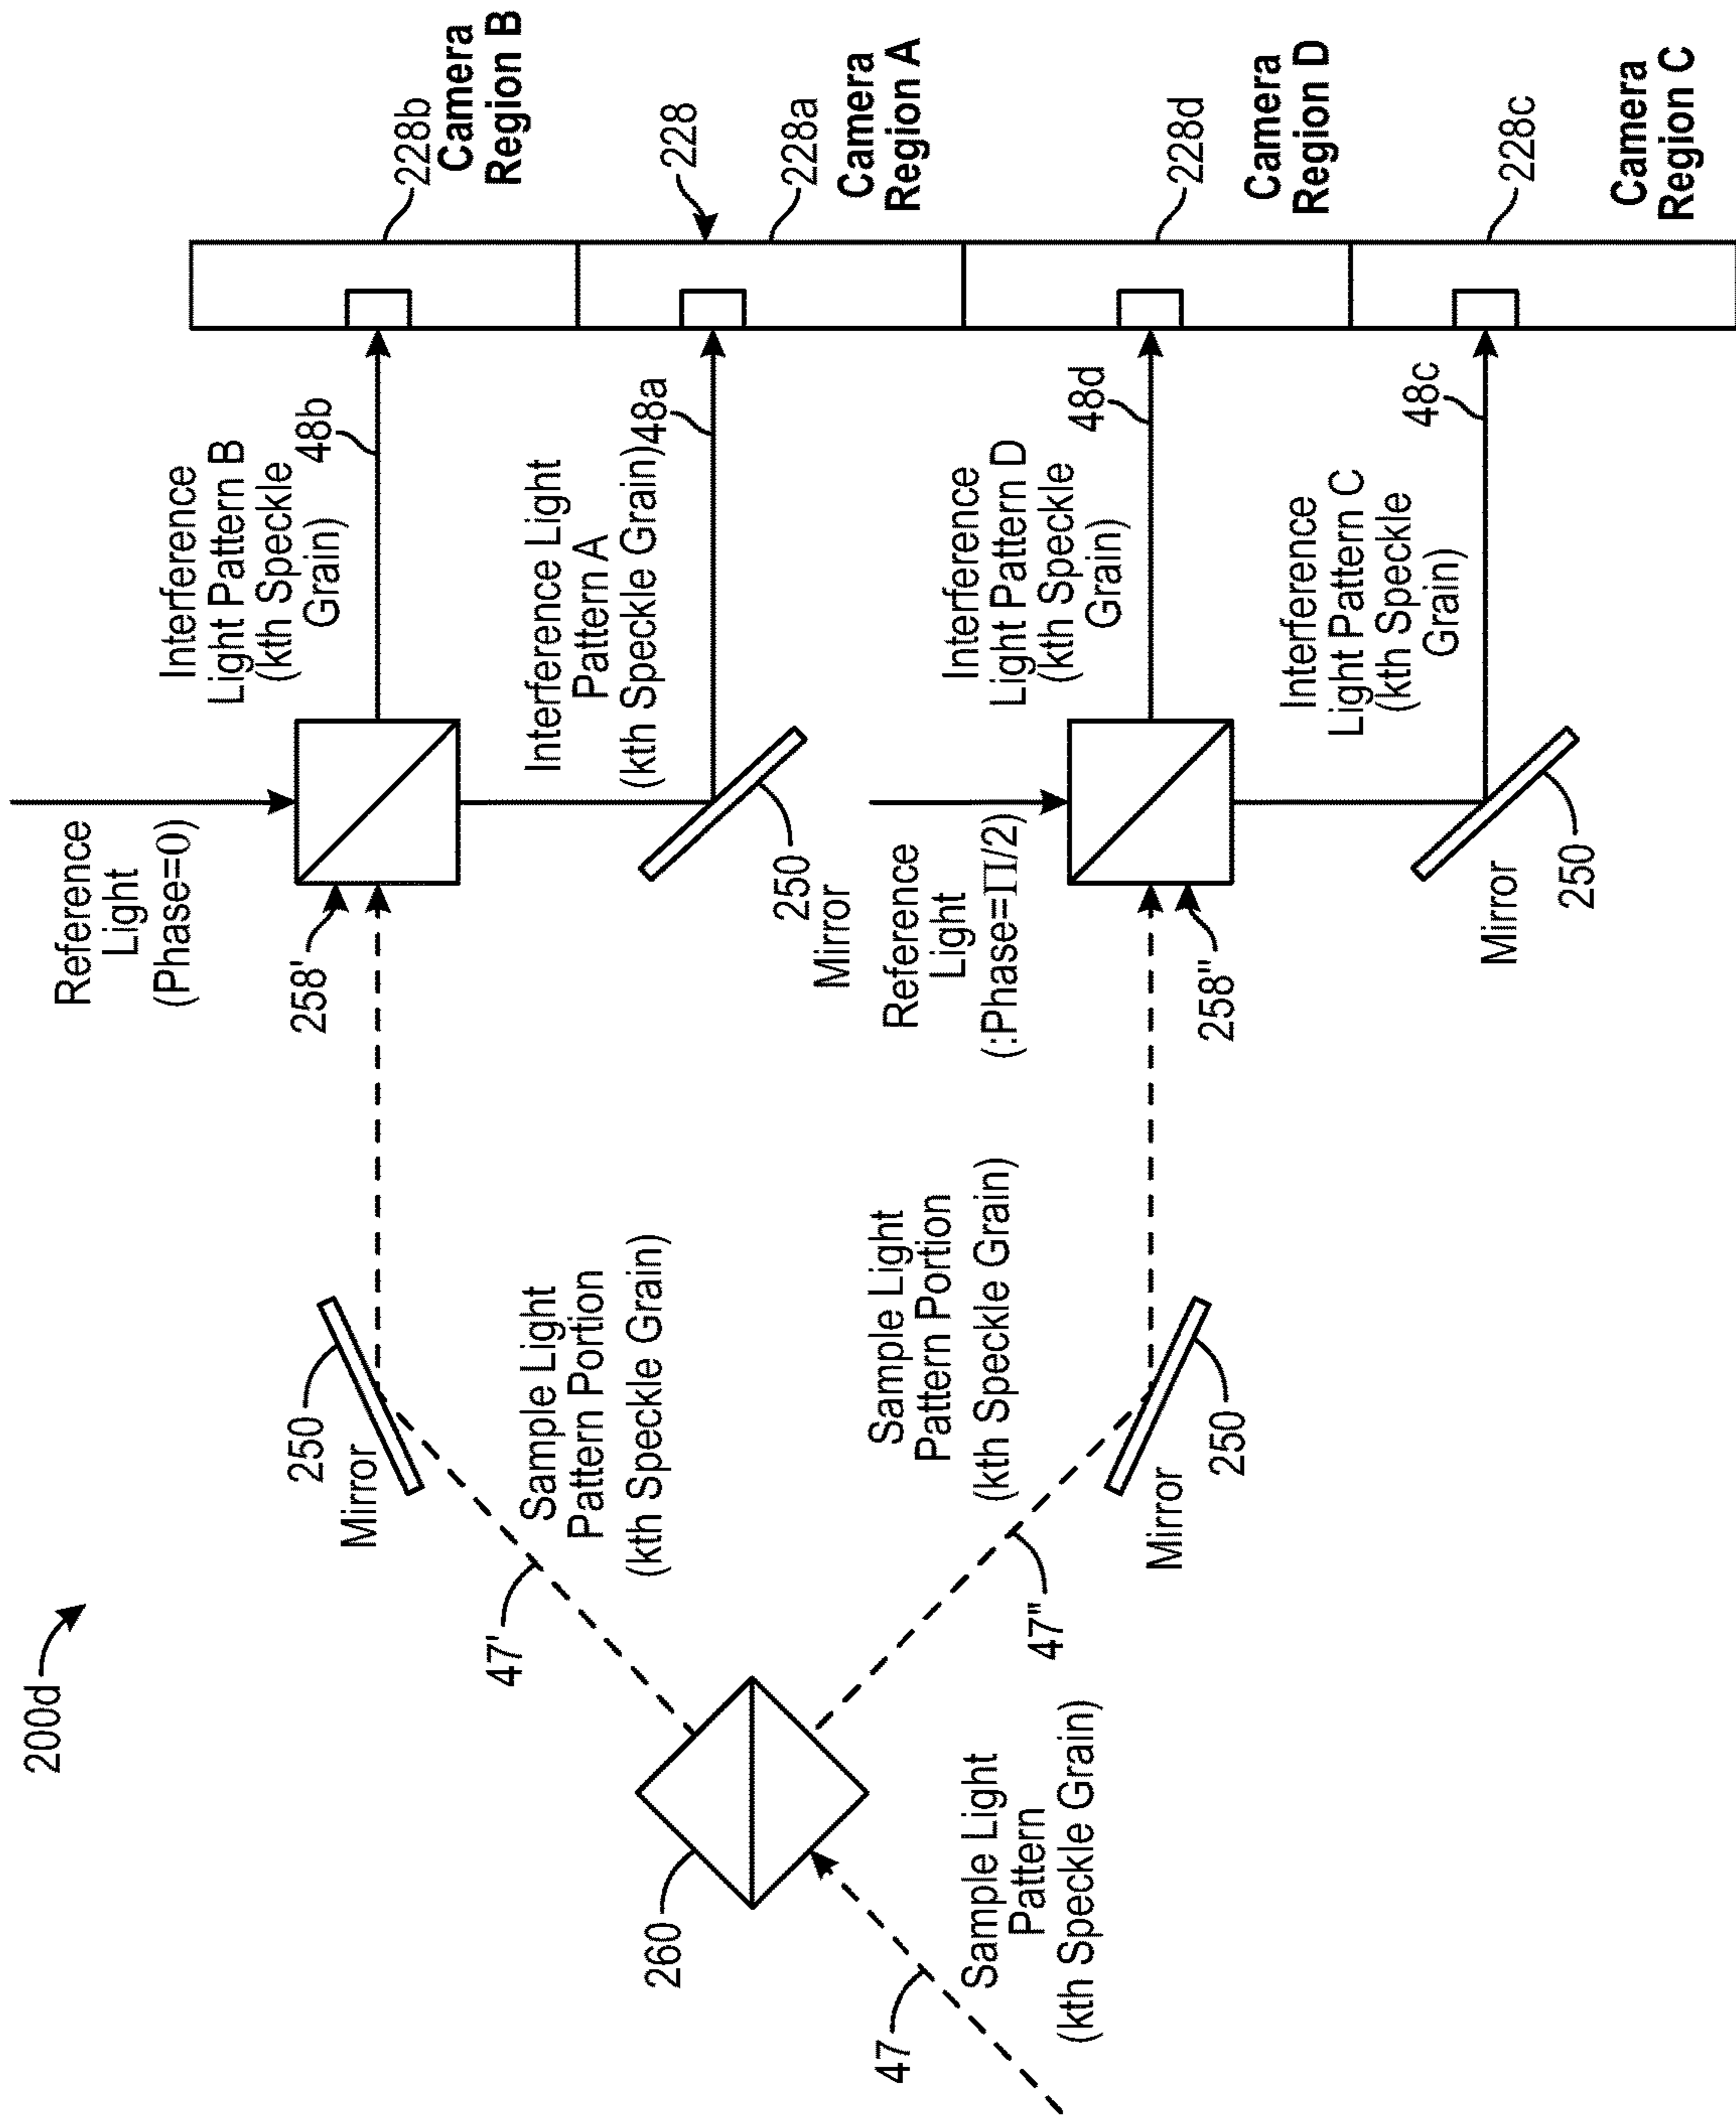 200d
47
Sample Light
Pattern
(kth Speckle Grain)
260
47'
Sample Light
Pattern Portion
(kth Speckle Grain)
250
Mirror
47"
Sample Light
Pattern Portion
(kth Speckle Grain)
Mirror
250
Reference
Light
(Phase=0)
258'
250
Mirror
Reference
Light
(:Phase=Π/2)
258"
Mirror
250
Interference
Light Pattern B
(kth Speckle
Grain)
48b
Interference Light
Pattern A
(kth Speckle Grain)
48a
Interference
Light Pattern D
(kth Speckle
Grain)
48d
Interference
Light Pattern C
(kth Speckle
Grain)
48c
228b
Camera
Region B
228
228a
Camera
Region A
228d
Camera
Region D
228c
Camera
Region C